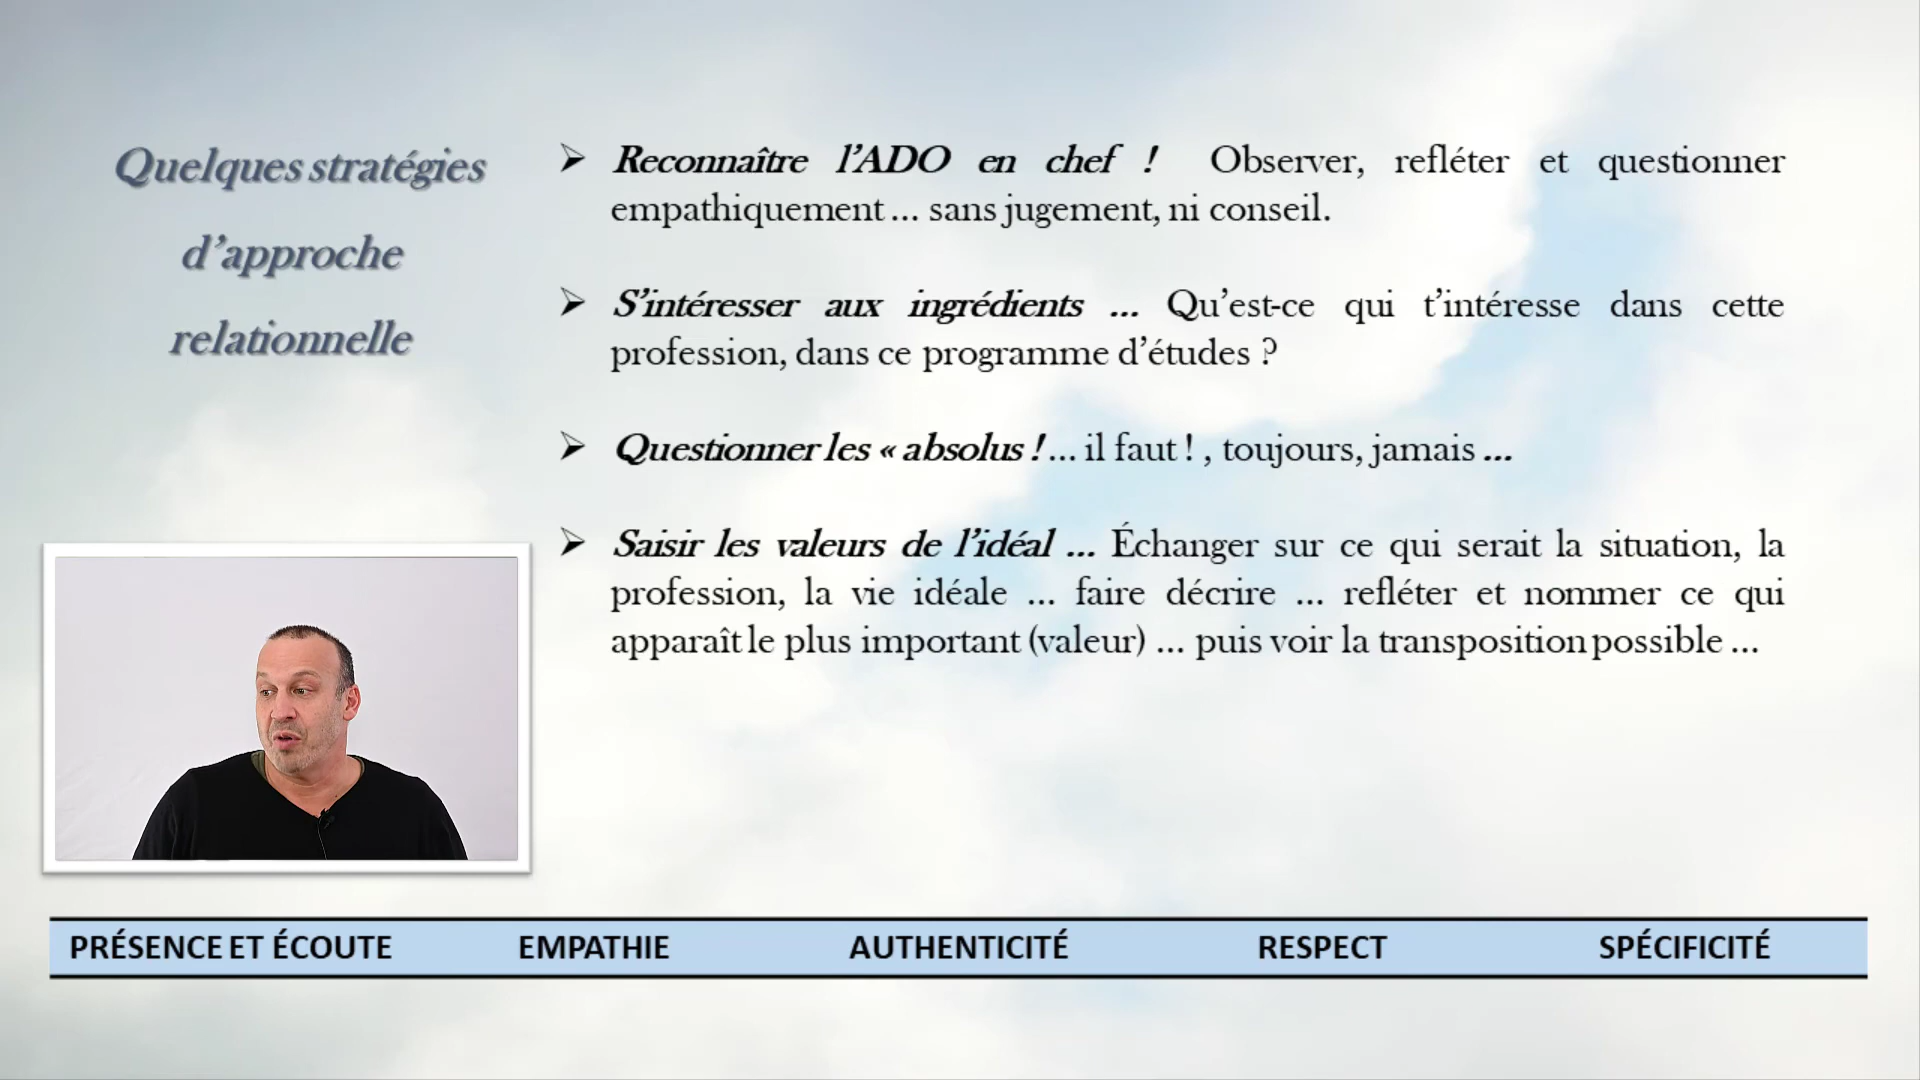 Quelques stratégies
d’approche
relationnelle
➢ Reconnaître l’ADO en chef ! Observer, refléter et questionner
empathiquement ... sans jugement, ni conseil.
➢ S’intéresser aux ingrédients ... Qu’est-ce qui t’intéresse dans cette
profession, dans ce programme d’études ?
➢ Questionner les « absolus ! ... il faut ! , toujours, jamais ...
➢ Saisir les valeurs de l’idéal ... Échanger sur ce qui serait la situation, la
profession, la vie idéale ... faire décrire ... refléter et nommer ce qui
apparaît le plus important (valeur) ... puis voir la transposition possible ...
PRÉSENCE ET ÉCOUTE EMPATHIE AUTHENTICITÉ RESPECT SPÉCIFICITÉ